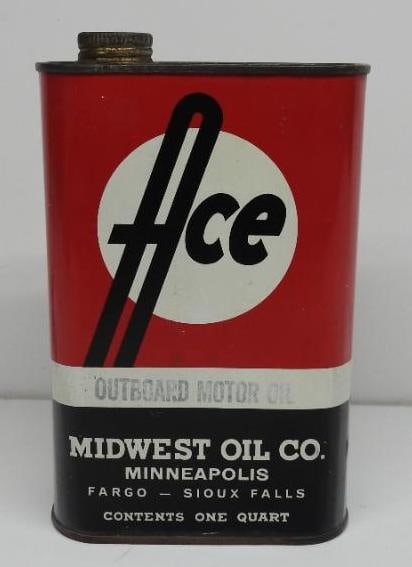 Ace
OUTBOARD MOTOR OIL
MIDWEST OIL CO.
MINNEAPOLIS
FARGO — SIOUX FALLS
CONTENTS ONE QUART